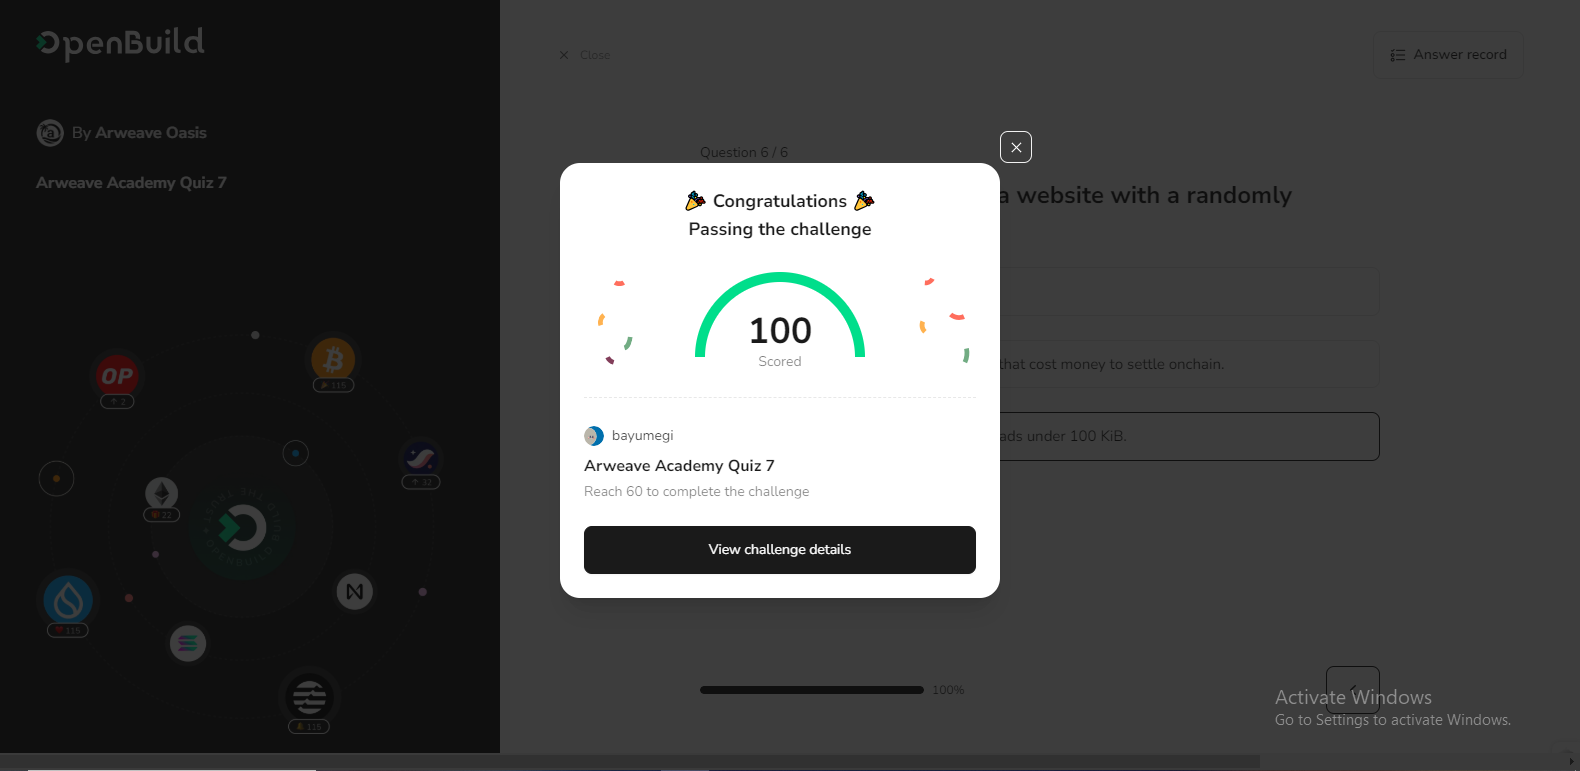 OpenBuild
Close
Answer record
By Arweave Oasis
Arweave Academy Quiz 7
Question 6 / 6
a website with a randomly
that cost money to settle onchain.
ads under 100 KiB.
Congratulations
Passing the challenge
100
Scored
bayumegi
Arweave Academy Quiz 7
Reach 60 to complete the challenge
View challenge details
OP
2
115
32
22
115
115
100%
Activate Windows
Go to Settings to activate Windows.